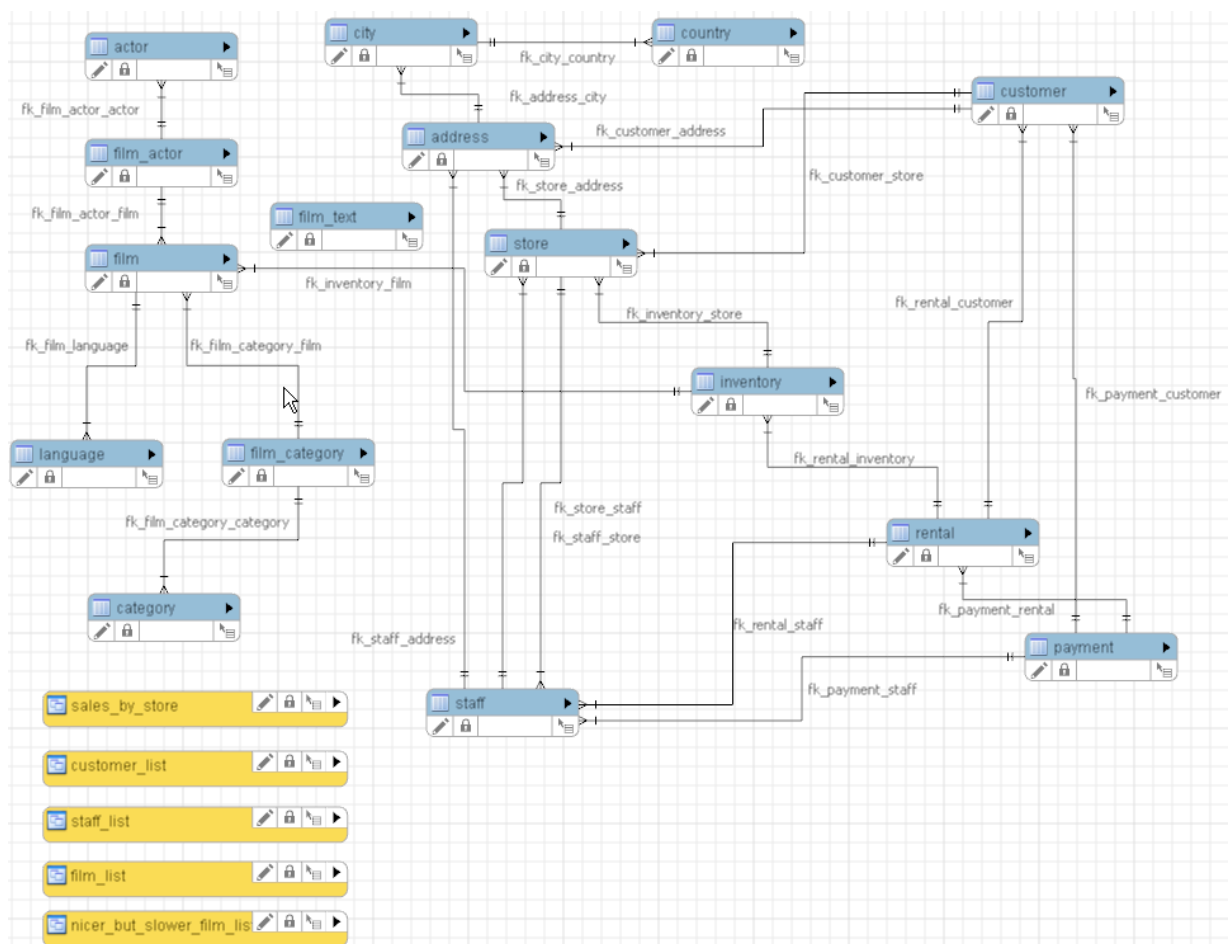 city
country
actor
fk_city_country
customer
fk_address_city
fk_film_actor_actor
address
fk_customer_address
film_actor
fk_customer_store
fk_store_address
fk_film_actor_film
film_text
store
film
fk_inventory_film
fk_rental_customer
fk_inventory_store
fk_film_language
fk_film_category_film
inventory
fk_payment_customer
language
film_category
fk_rental_inventory
fk_store_staff
fk_film_category_category
rental
fk_staff_store
category
fk_payment_rental
fk_rental_staff
fk_staff_address
payment
fk_payment_staff
staff
sales_by_store
customer_list
staff_list
film_list
nicer_but_slower_film_lis